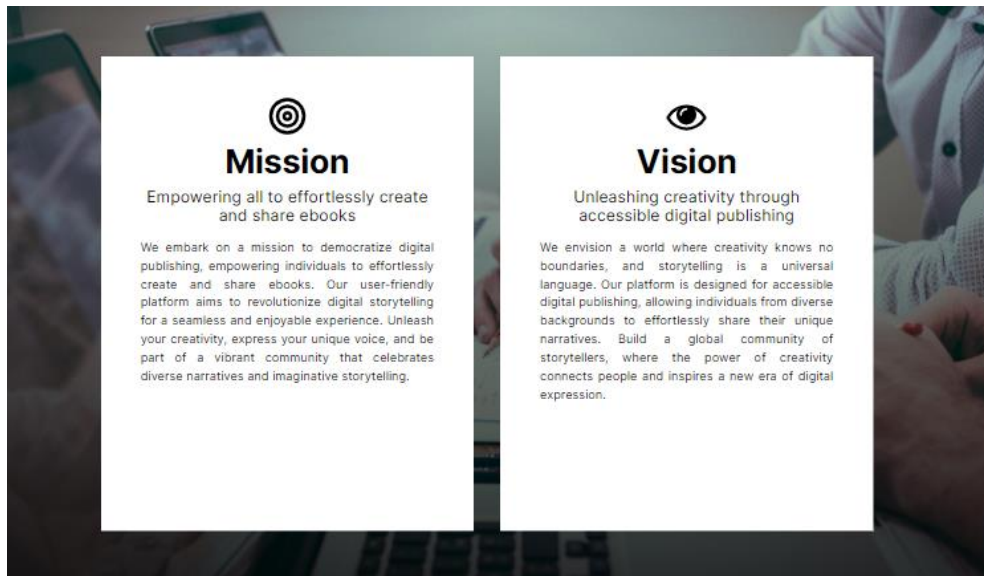 Mission
Empowering all to effortlessly create
and share ebooks
We embark on a mission to democratize digital
publishing, empowering individuals to effortlessly
create and share ebooks. Our user-friendly
platform aims to revolutionize digital storytelling
for a seamless and enjoyable experience. Unleash
your creativity, express your unique voice, and be
part of a vibrant community that celebrates
diverse narratives and imaginative storytelling.
Vision
Unleashing creativity through
accessible digital publishing
We envision a world where creativity knows no
boundaries, and storytelling is a universal
language. Our platform is designed for accessible
digital publishing, allowing individuals from diverse
backgrounds to effortlessly share their unique
narratives. Build a global community of
storytellers, where the power of creativity
connects people and inspires a new era of digital
expression.